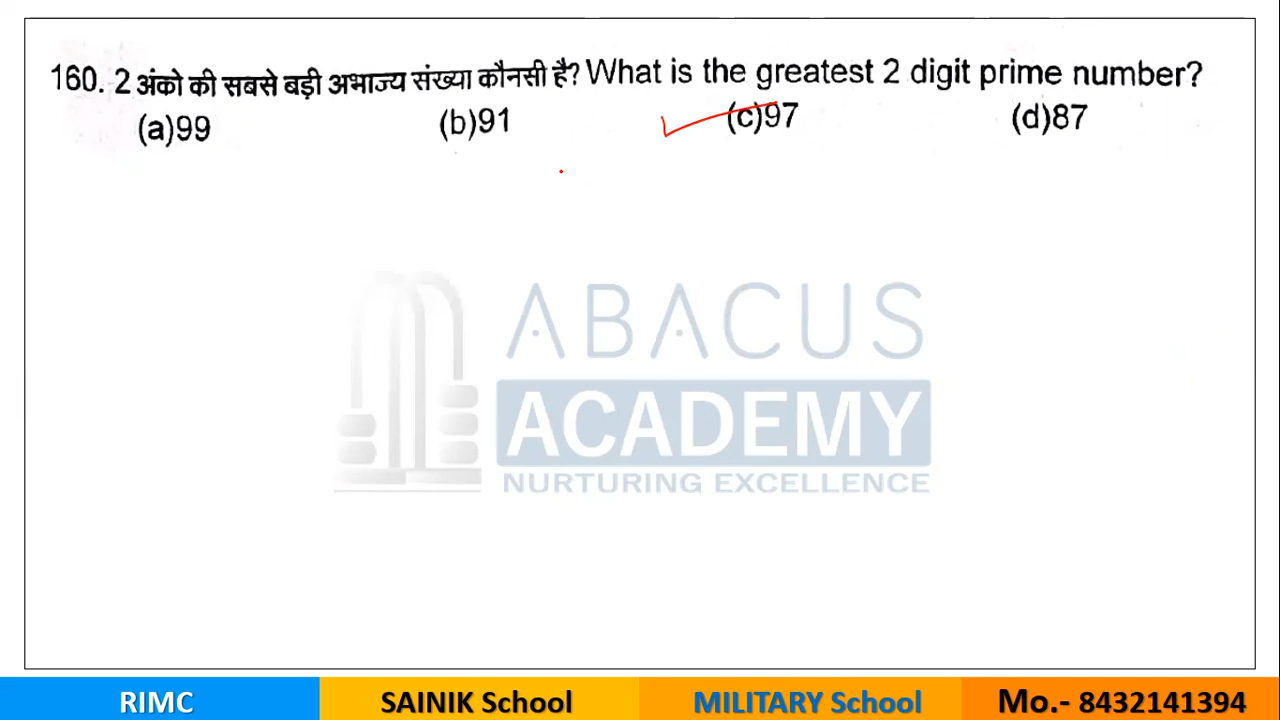 160. 2 अंको की सबसे बड़ी अभाज्य संख्या कौनसी है? What is the greatest 2 digit prime number?
(a)99 (b)91 (c)97 (d)87
ABACUS
ACADEMY
NURTURING EXCELLENCE
RIMC SAINIK School MILITARY School Mo.- 8432141394